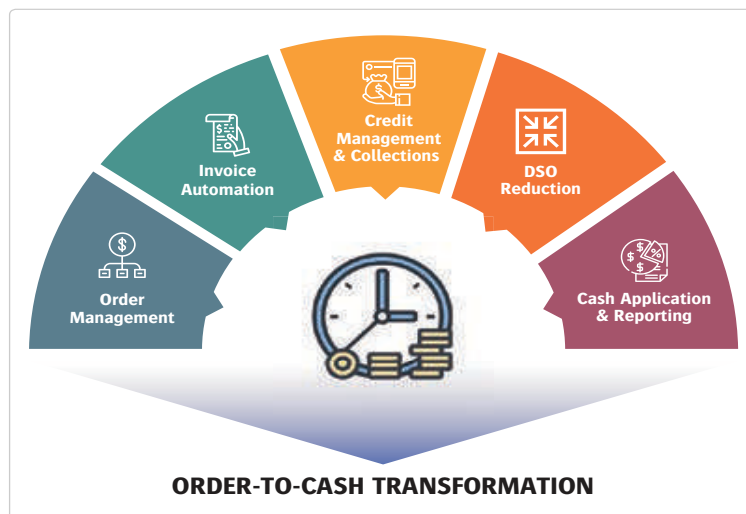 Order
Management
Invoice
Automation
Credit
Management
& Collections
DSO
Reduction
Cash Application
& Reporting
ORDER-TO-CASH TRANSFORMATION